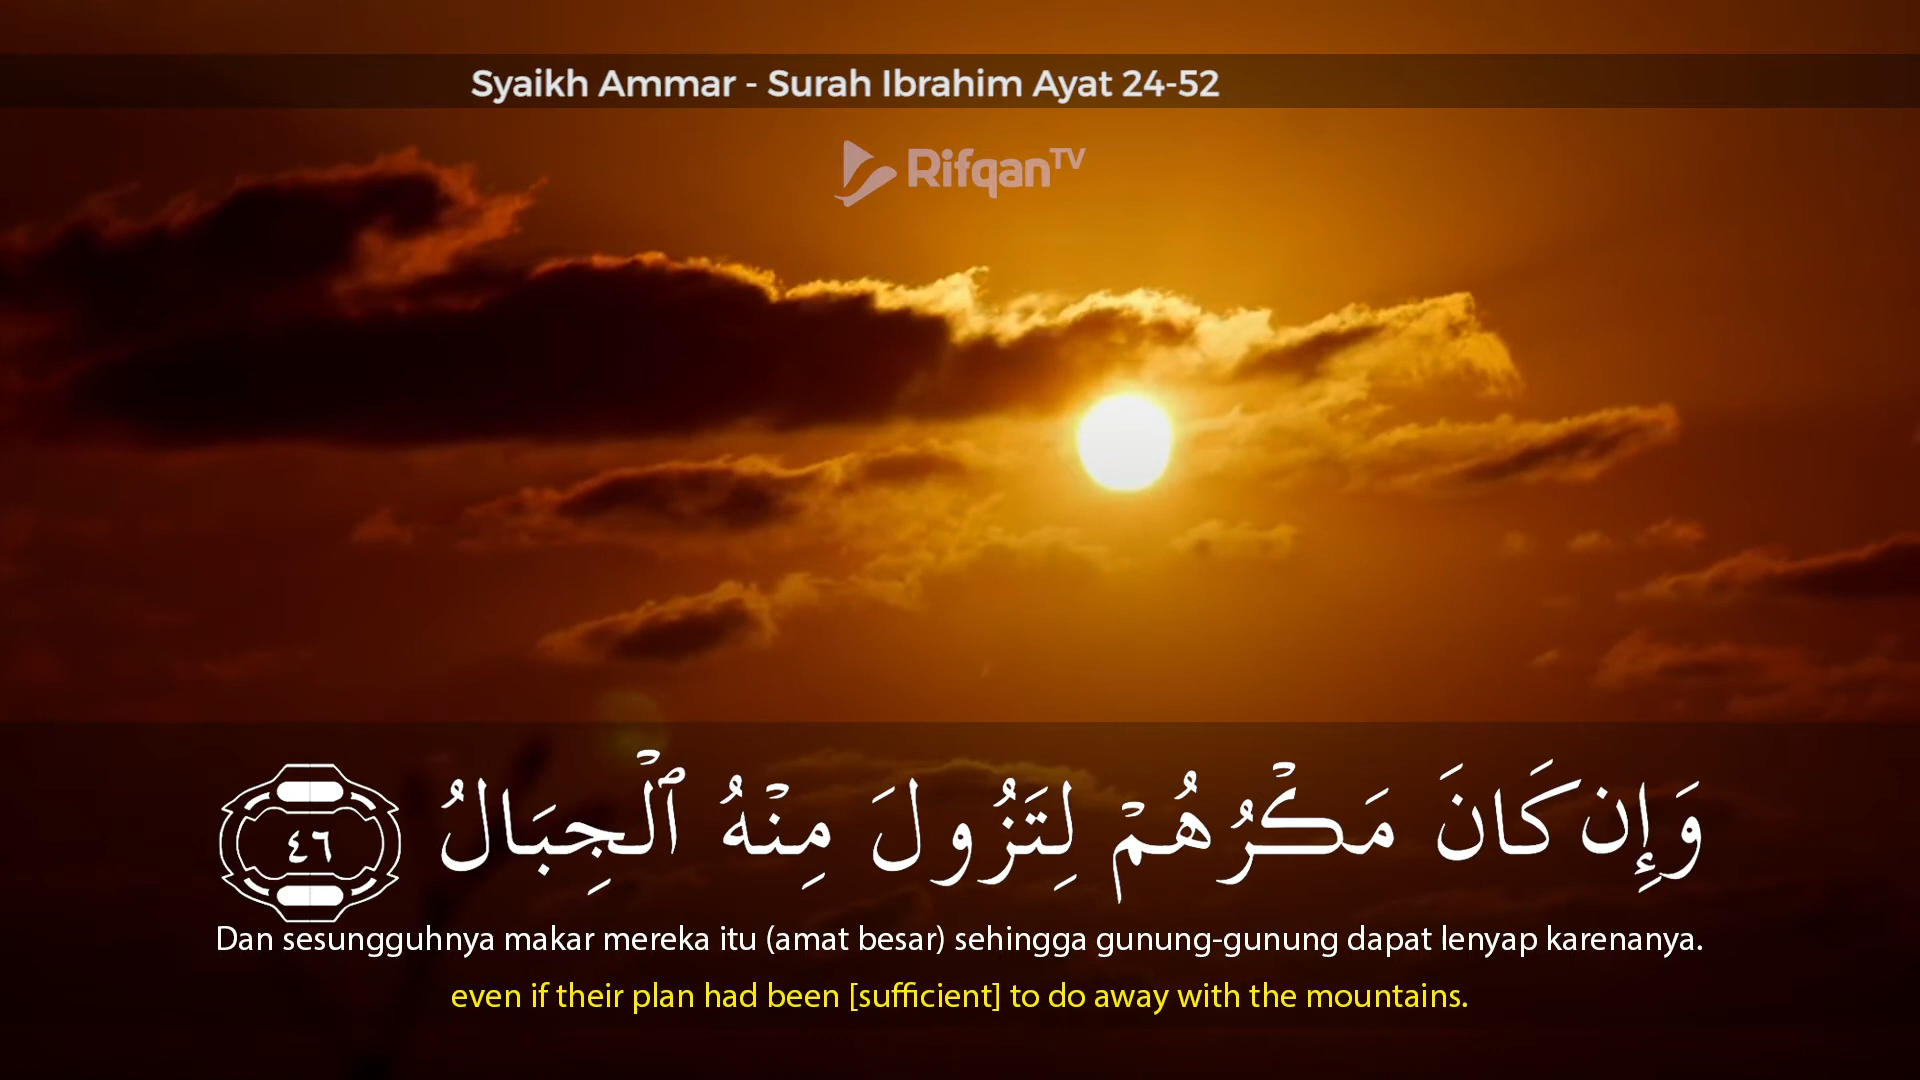 Syaikh Ammar - Surah Ibrahim Ayat 24-52
RifqanTV
وَإِن كَانَ مَكْرُهُمْ لِتَزُولَ مِنْهُ ٱلْجِبَالُ ٤٦
Dan sesungguhnya makar mereka itu (amat besar) sehingga gunung-gunung dapat lenyap karenanya.
even if their plan had been [sufficient] to do away with the mountains.